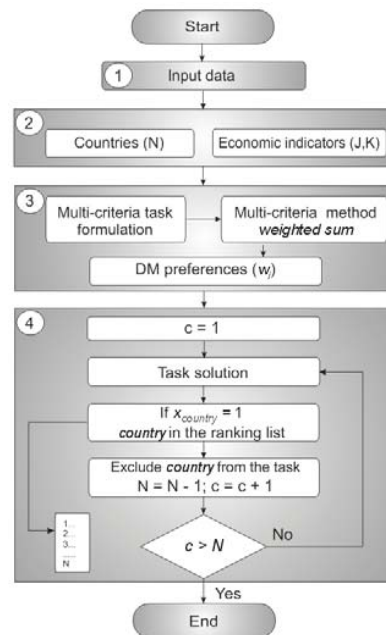 Start
1
Input data
2
Countries (N)
Economic indicators (J,K)
3
Multi-criteria task
formulation
Multi-criteria method
weighted sum
DM preferences (wj)
4
c = 1
Task solution
If xcountry = 1
country in the ranking list
Exclude country from the task
N = N - 1; c = c + 1
1...
2...
3...
....
N
c > N
No
Yes
End